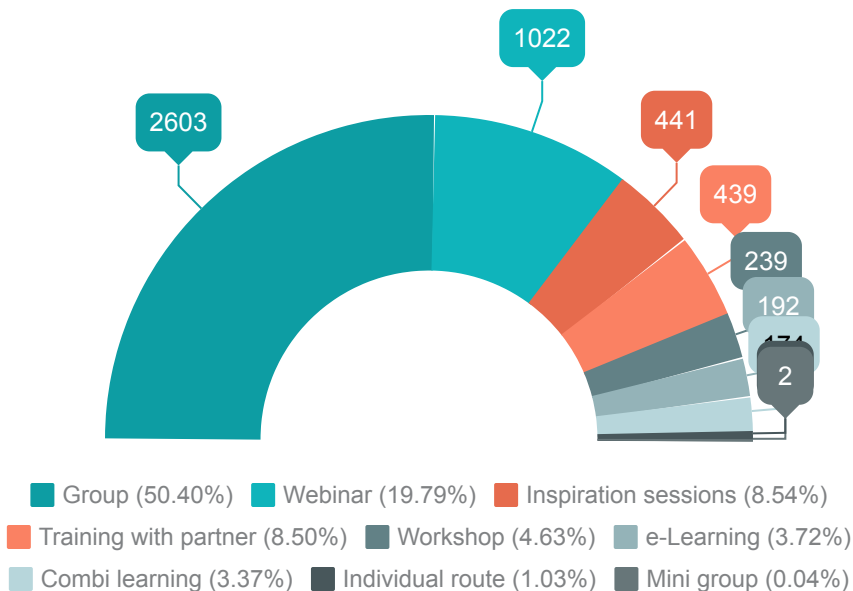 1022
2603
441
439
239
192
2
Group (50.40%) Webinar (19.79%) Inspiration sessions (8.54%)
Training with partner (8.50%) Workshop (4.63%) e-Learning (3.72%)
Combi learning (3.37%) Individual route (1.03%) Mini group (0.04%)